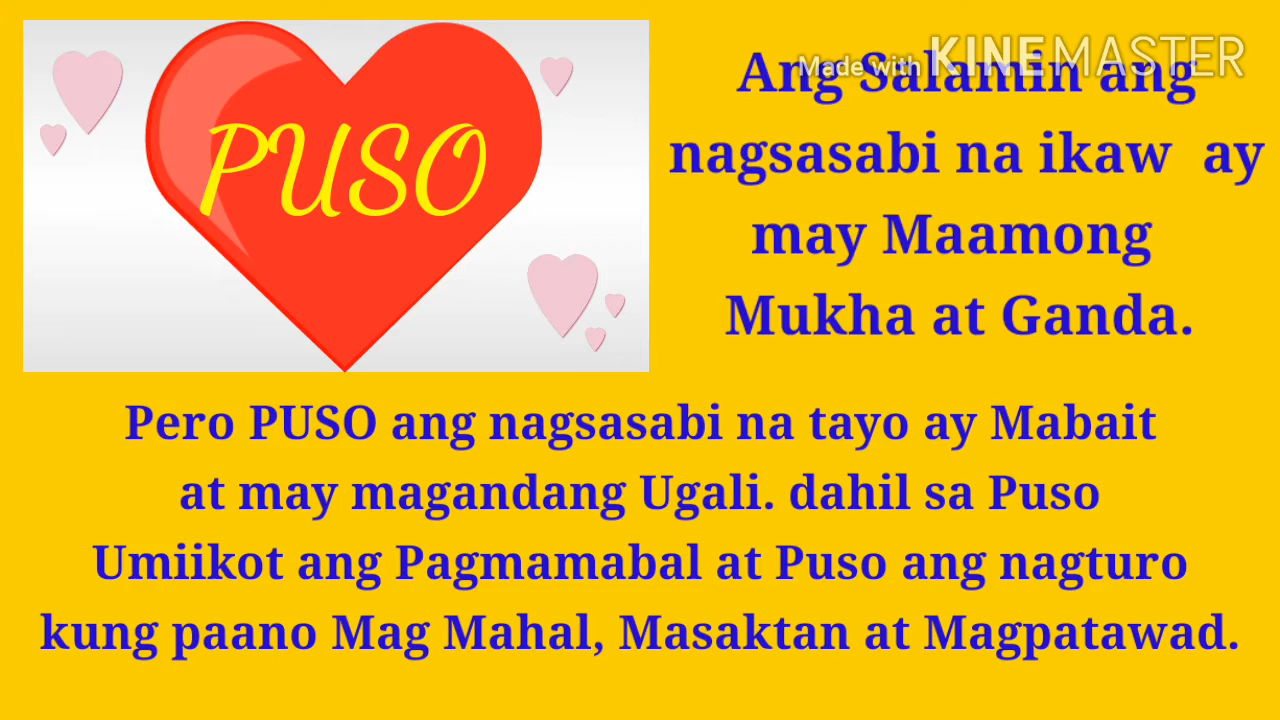 PUSO
Made with KINEMASTER
Ang Salamin ang
nagsasabi na ikaw ay
may Maamong
Mukha at Ganda.
Pero PUSO ang nagsasabi na tayo ay Mabait
at may magandang Ugali. dahil sa Puso
Umiikot ang Pagmamabal at Puso ang nagturo
kung paano Mag Mahal, Masaktan at Magpatawad.